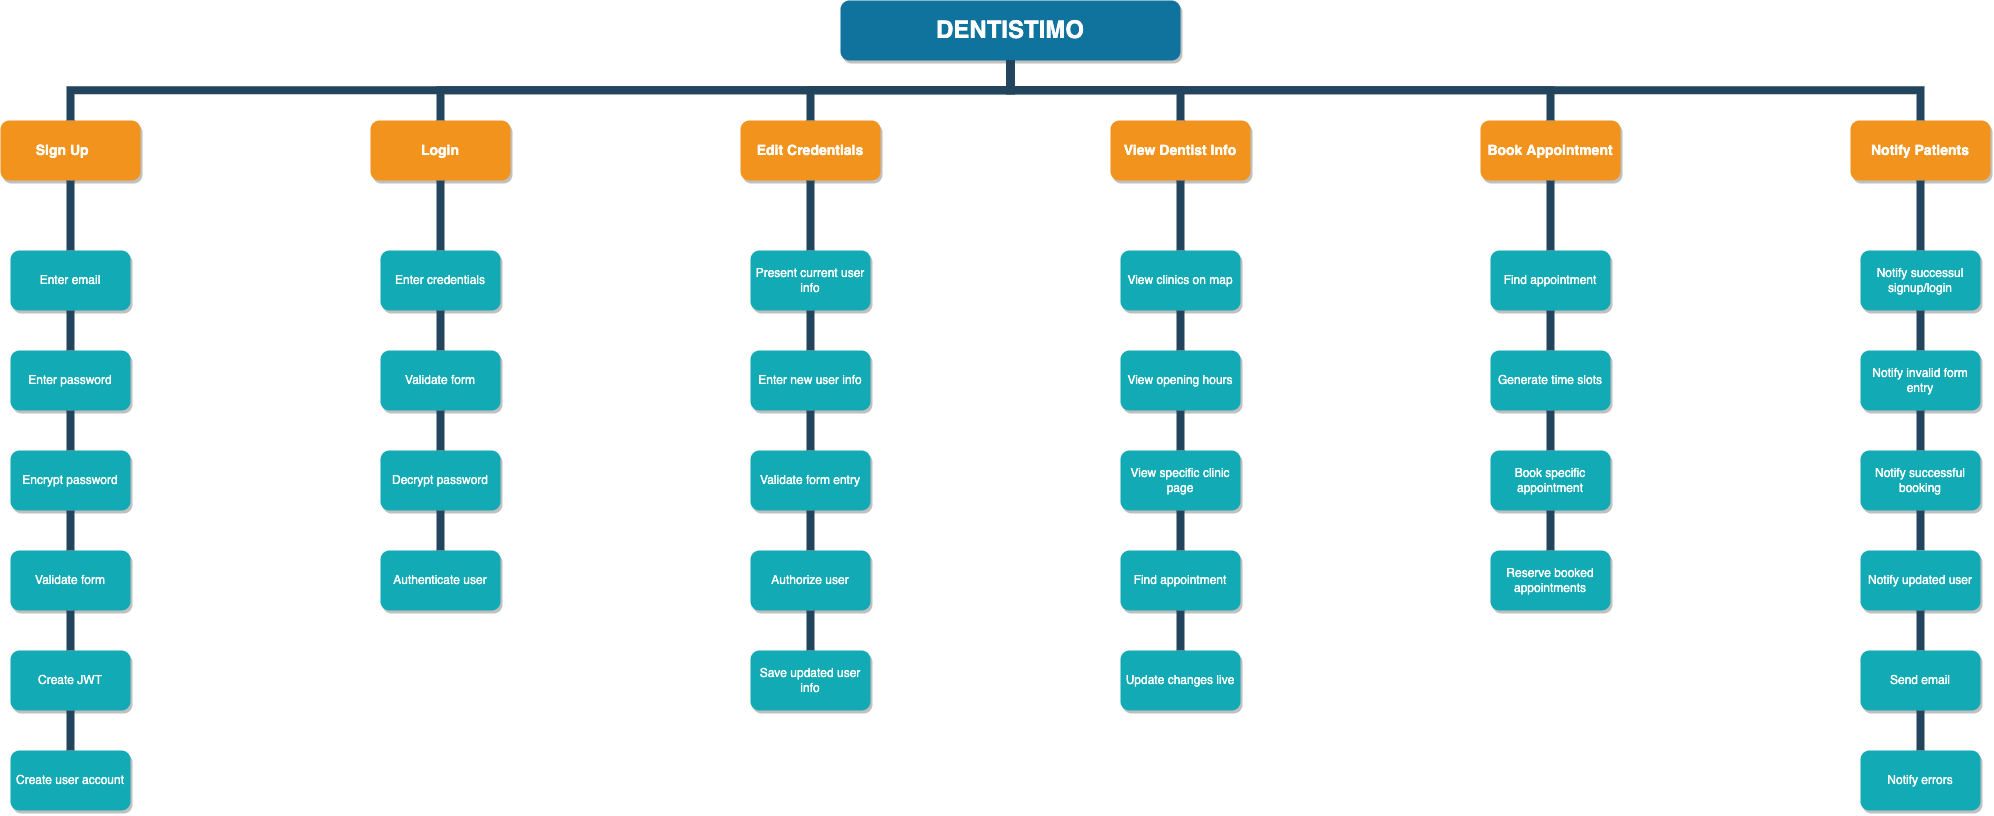 DENTISTIMO
Sign Up
Login
Edit Credentials
View Dentist Info
Book Appointment
Notify Patients
Enter email
Enter password
Encrypt password
Validate form
Create JWT
Create user account
Enter credentials
Validate form
Decrypt password
Authenticate user
Present current user
info
Enter new user info
Validate form entry
Authorize user
Save updated user
info
View clinics on map
View opening hours
View specific clinic
page
Find appointment
Update changes live
Find appointment
Generate time slots
Book specific
appointment
Reserve booked
appointments
Notify successul
signup/login
Notify invalid form
entry
Notify successful
booking
Notify updated user
Send email
Notify errors